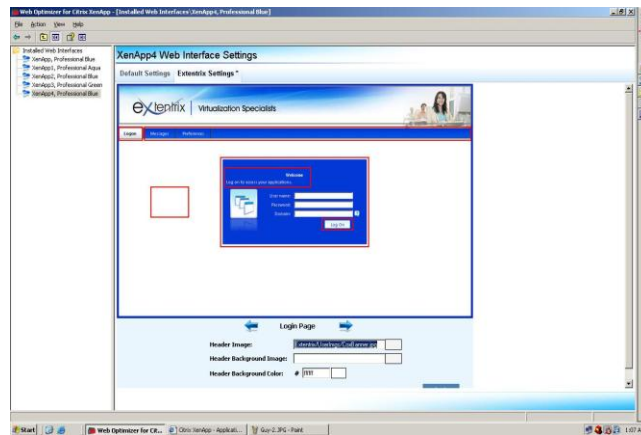 Web Optimizer for Citrix XenApp - [Installed Web Interfaces\XenApp4, Professional Blue]
File Action View Help
Installed Web Interfaces
XenApp, Professional Blue
XenApp1, Professional Aqua
XenApp2, Professional Blue
XenApp3, Professional Green
XenApp4, Professional Blue
XenApp4 Web Interface Settings
Default Settings Extentrix Settings *
extentrix | Virtualization Specialists
Logon Messages Preferences
Welcome
Log on to access your applications.
User name:
Password:
Domain:
Log On
Login Page
Header Image:
Header Background Image:
Header Background Color: # ffffff
Start Web Optimizer for Cit... Citrix XenApp - Applicati... Guy-2.JPG - Paint 1:07